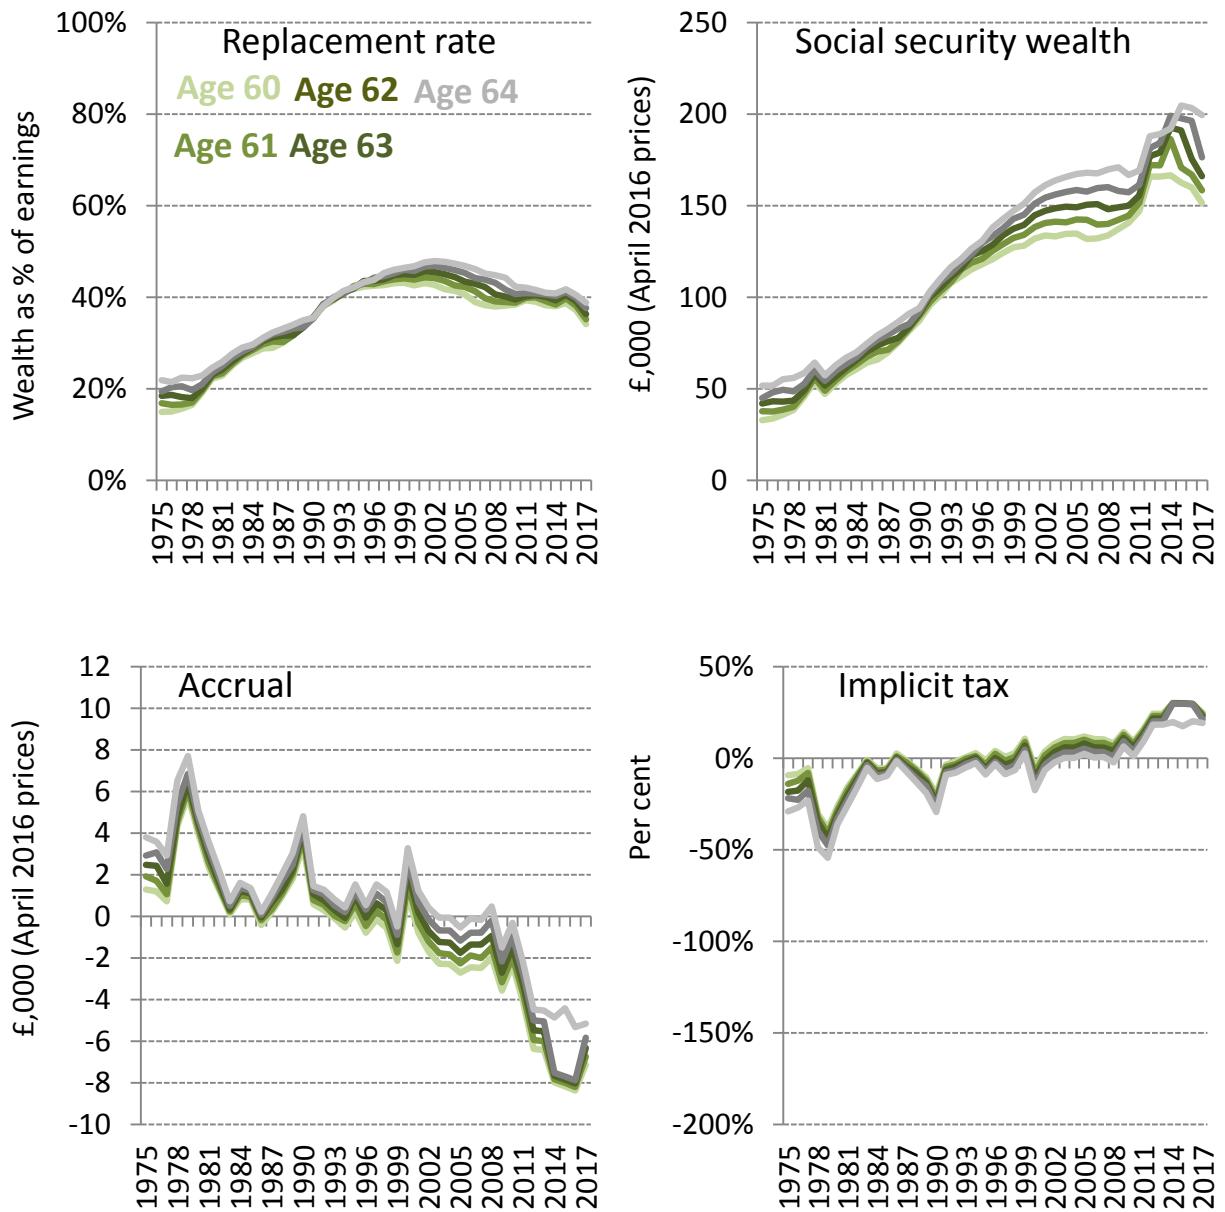 Replacement rate
Age 60 Age 62 Age 64
Age 61 Age 63
Wealth as % of earnings
100%
80%
60%
40%
20%
0%
1975 1978 1981 1984 1987 1990 1993 1996 1999 2002 2005 2008 2011 2014 2017
Social security wealth
£,000 (April 2016 prices)
250
200
150
100
50
0
1975 1978 1981 1984 1987 1990 1993 1996 1999 2002 2005 2008 2011 2014 2017
Accrual
£,000 (April 2016 prices)
12
10
8
6
4
2
0
-2
-4
-6
-8
-10
1975 1978 1981 1984 1987 1990 1993 1996 1999 2002 2005 2008 2011 2014 2017
Implicit tax
Per cent
50%
0%
-50%
-100%
-150%
-200%
1975 1978 1981 1984 1987 1990 1993 1996 1999 2002 2005 2008 2011 2014 2017